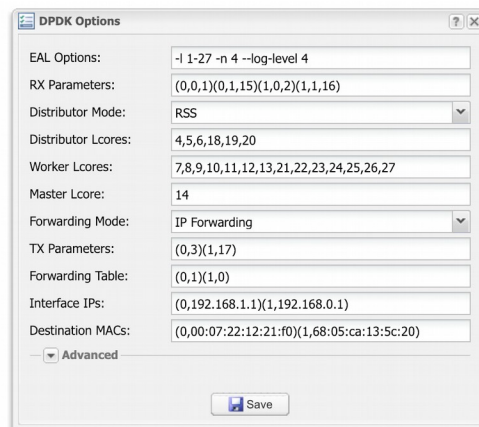 DPDK Options
EAL Options: -l 1-27 -n 4 --log-level 4
RX Parameters: (0,0,1)(0,1,15)(1,0,2)(1,1,16)
Distributor Mode: RSS
Distributor Lcores: 4,5,6,18,19,20
Worker Lcores: 7,8,9,10,11,12,13,21,22,23,24,25,26,27
Master Lcore: 14
Forwarding Mode: IP Forwarding
TX Parameters: (0,3)(1,17)
Forwarding Table: (0,1)(1,0)
Interface IPs: (0,192.168.1.1)(1,192.168.0.1)
Destination MACs: (0,00:07:22:12:21:f0)(1,68:05:ca:13:5c:20)
Advanced
Save